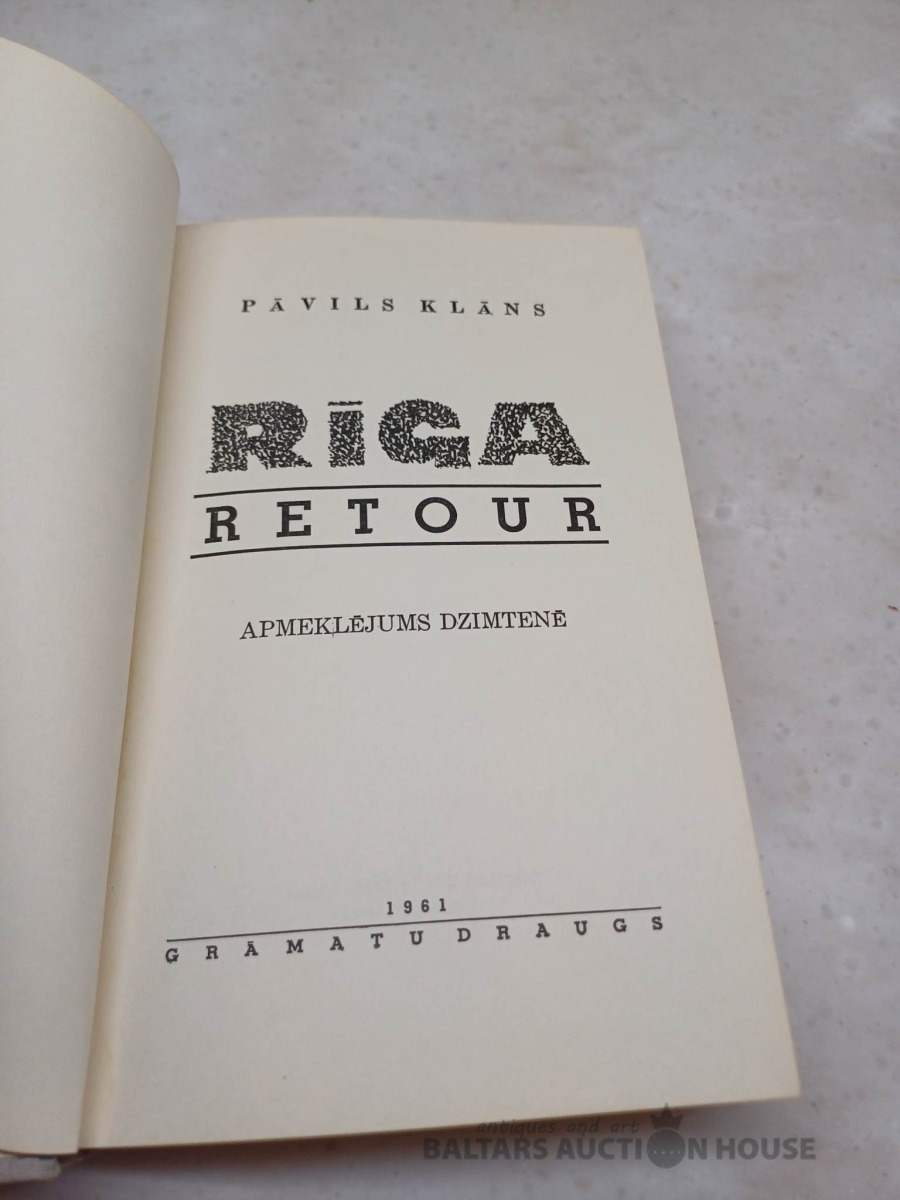 PĀVILS KLĀNS
RĪGA
RETOUR
APMEKLĒJUMS DZIMTENĒ
1961
GRĀMATU DRAUGS
antiques and art
BALTARS AUCTION HOUSE